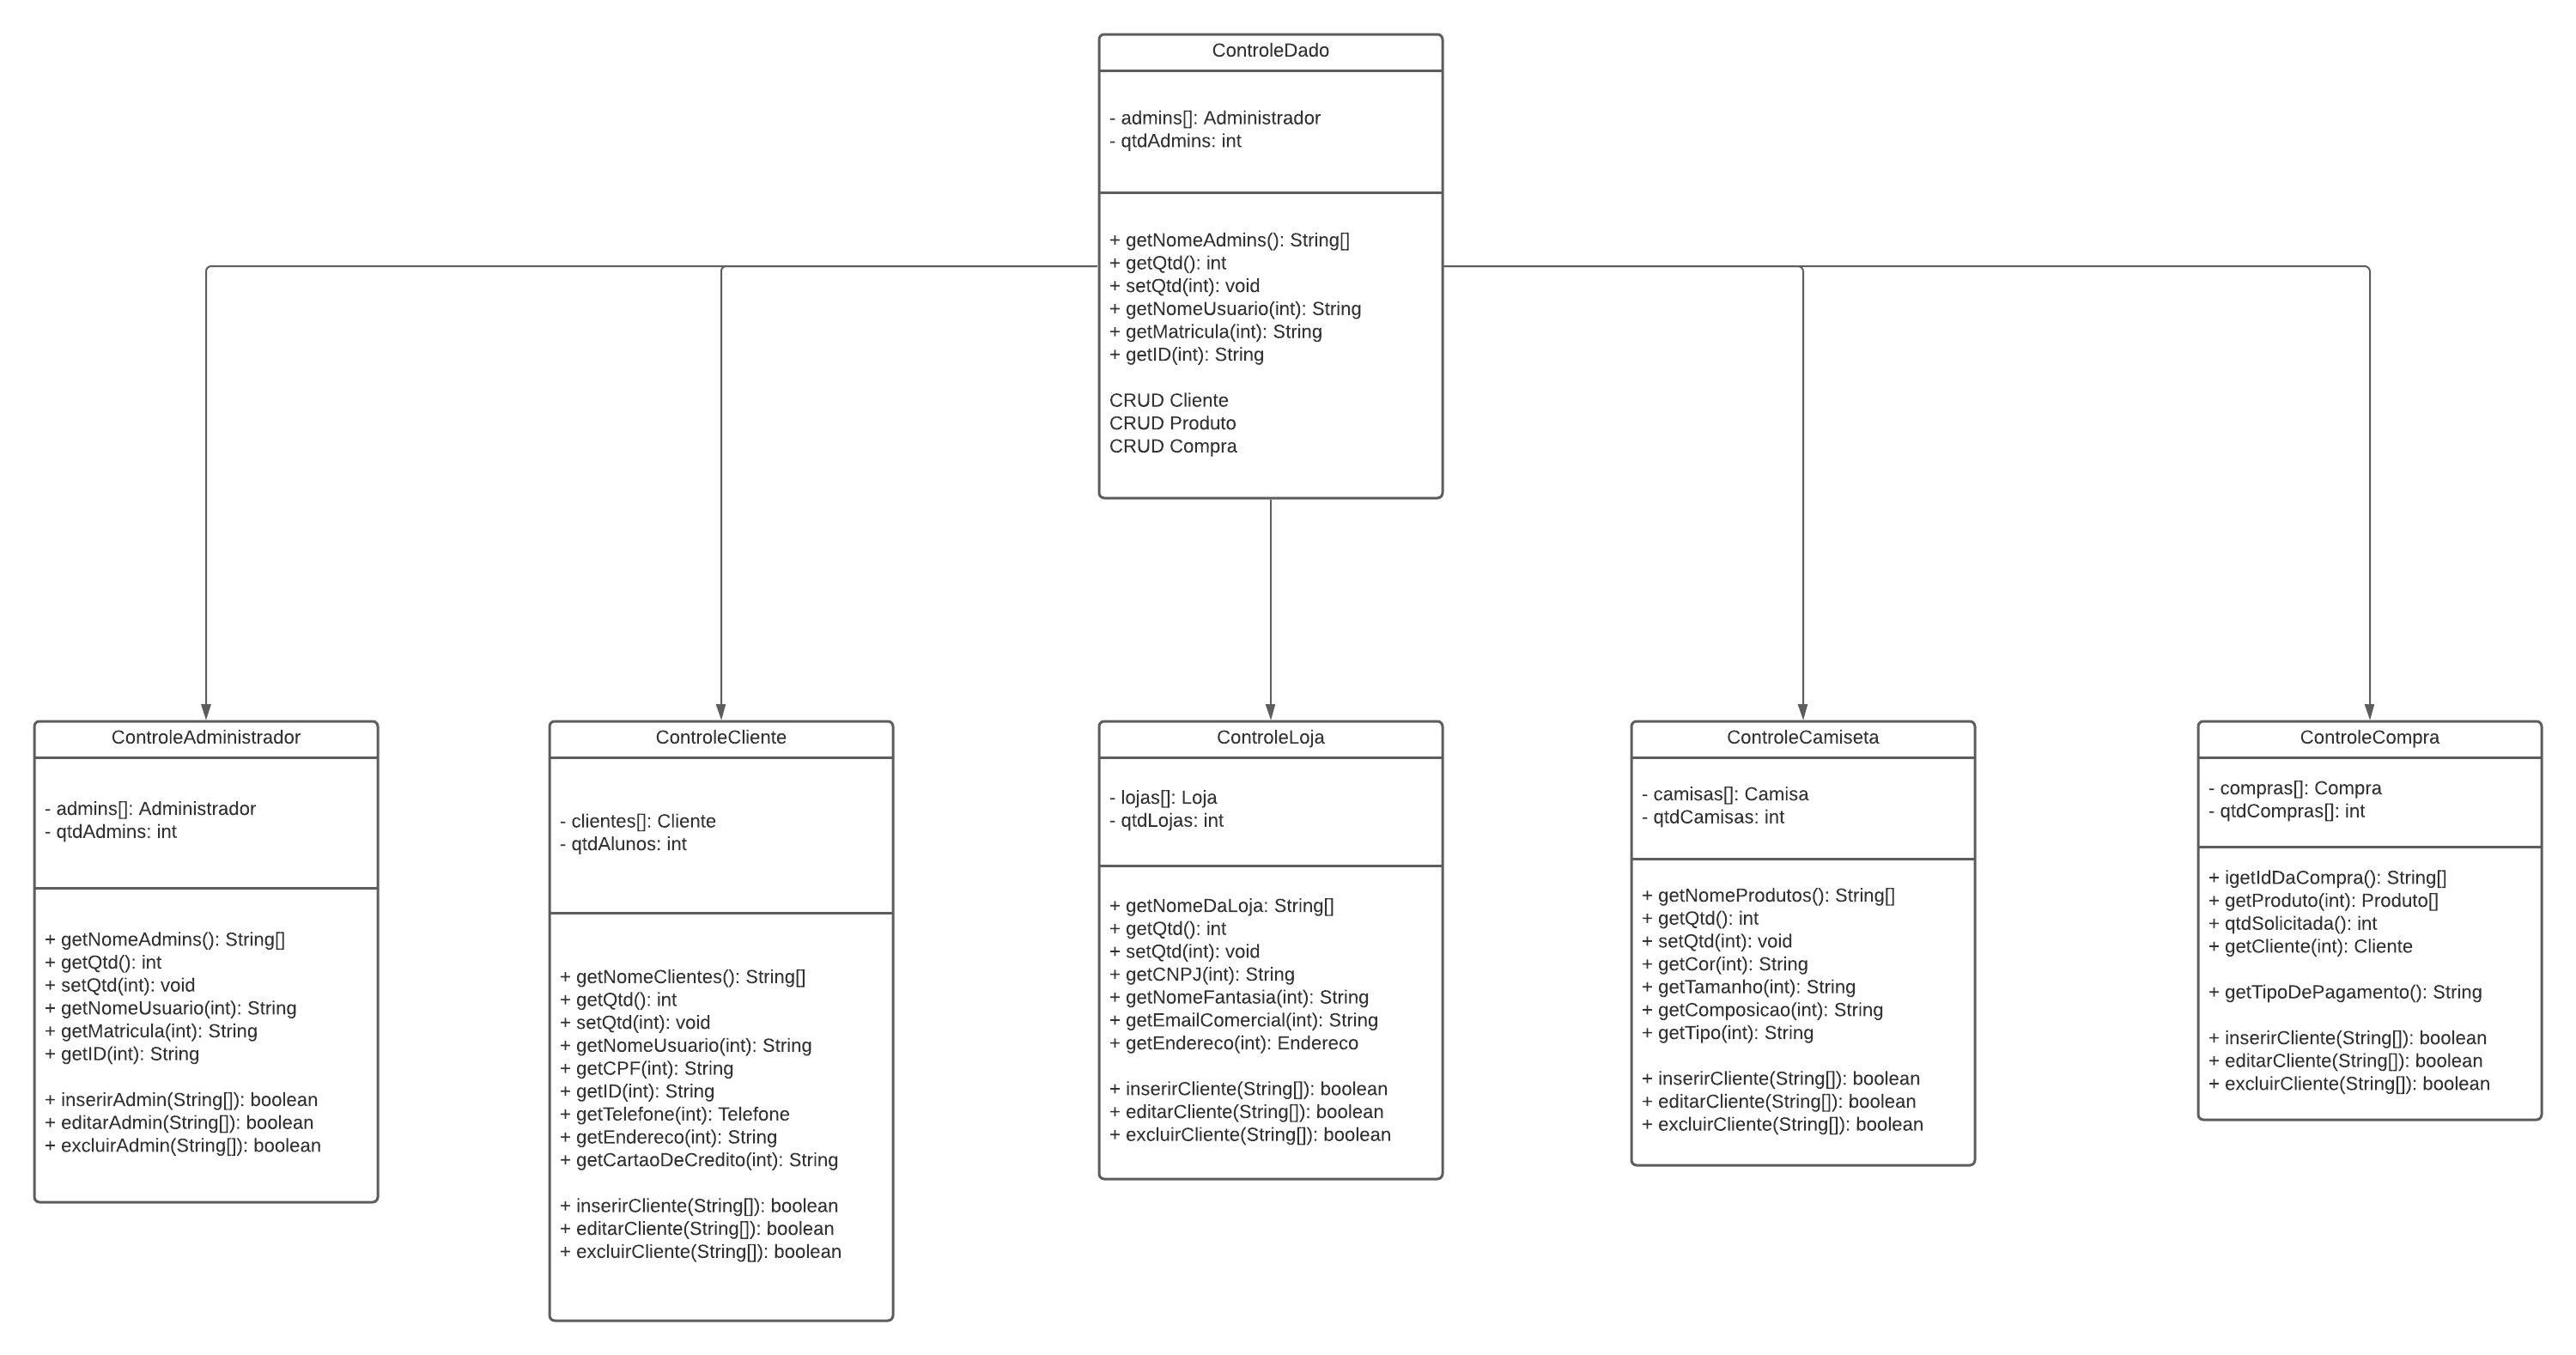 ControleDado
- admins[]: Administrador
- qtdAdmins: int
+ getNomeAdmins(): String[]
+ getQtd(): int
+ setQtd(int): void
+ getNomeUsuario(int): String
+ getMatricula(int): String
+ getID(int): String
CRUD Cliente
CRUD Produto
CRUD Compra
ControleAdministrador
- admins[]: Administrador
- qtdAdmins: int
+ getNomeAdmins(): String[]
+ getQtd(): int
+ setQtd(int): void
+ getNomeUsuario(int): String
+ getMatricula(int): String
+ getID(int): String
+ inserirAdmin(String[]): boolean
+ editarAdmin(String[]): boolean
+ excluirAdmin(String[]): boolean
ControleCliente
- clientes[]: Cliente
- qtdAlunos: int
+ getNomeClientes(): String[]
+ getQtd(): int
+ setQtd(int): void
+ getNomeUsuario(int): String
+ getCPF(int): String
+ getID(int): String
+ getTelefone(int): Telefone
+ getEndereco(int): String
+ getCartaoDeCredito(int): String
+ inserirCliente(String[]): boolean
+ editarCliente(String[]): boolean
+ excluirCliente(String[]): boolean
ControleLoja
- lojas[]: Loja
- qtdLojas: int
+ getNomeDaLoja: String[]
+ getQtd(): int
+ setQtd(int): void
+ getCNPJ(int): String
+ getNomeFantasia(int): String
+ getEmailComercial(int): String
+ getEndereco(int): Endereco
+ inserirCliente(String[]): boolean
+ editarCliente(String[]): boolean
+ excluirCliente(String[]): boolean
ControleCamiseta
- camisas[]: Camisa
- qtdCamisas: int
+ getNomeProdutos(): String[]
+ getQtd(): int
+ setQtd(int): void
+ getCor(int): String
+ getTamanho(int): String
+ getComposicao(int): String
+ getTipo(int): String
+ inserirCliente(String[]): boolean
+ editarCliente(String[]): boolean
+ excluirCliente(String[]): boolean
ControleCompra
- compras[]: Compra
- qtdCompras[]: int
+ igetIdDaCompra(): String[]
+ getProduto(int): Produto[]
+ qtdSolicitada(): int
+ getCliente(int): Cliente
+ getTipoDePagamento(): String
+ inserirCliente(String[]): boolean
+ editarCliente(String[]): boolean
+ excluirCliente(String[]): boolean